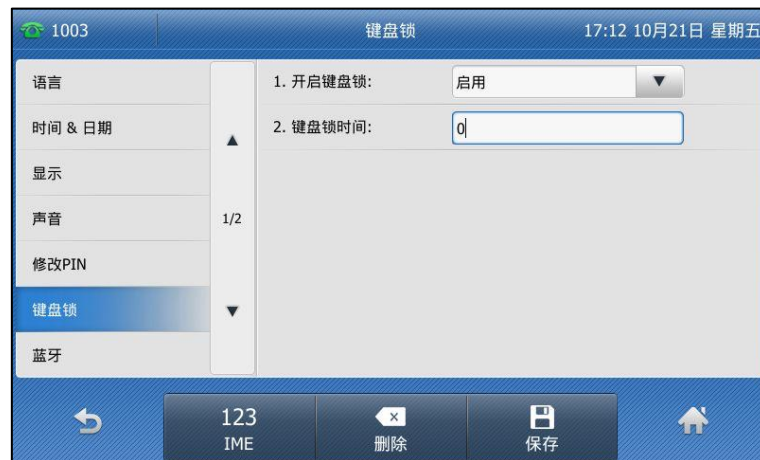 1003
键盘锁
17:12 10月21日 星期五
语言
时间 & 日期
显示
声音
修改PIN
键盘锁
蓝牙
1/2
1. 开启键盘锁:
启用
2. 键盘锁时间:
0
123
IME
删除
保存